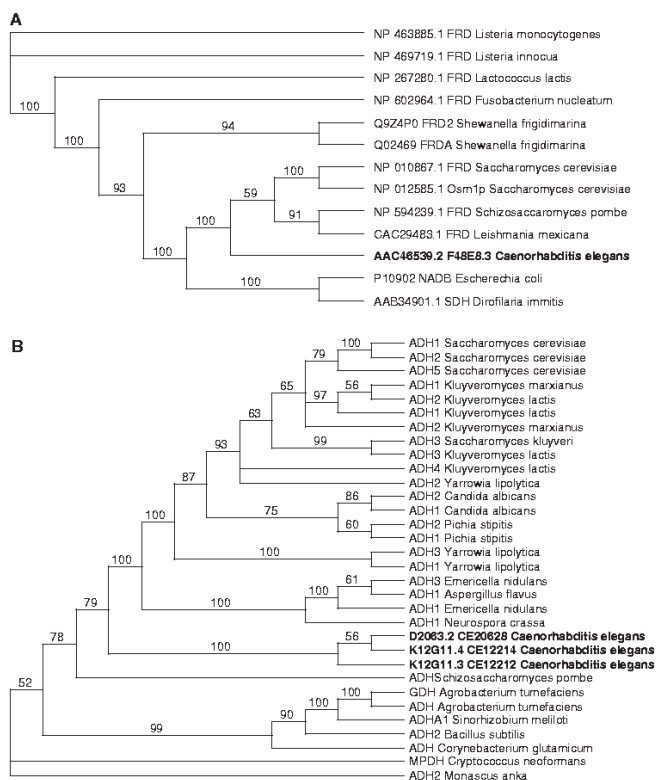 A
NP 463885.1 FRD Listeria monocytogenes
NP 469719.1 FRD Listeria innocua
NP 267280.1 FRD Lactococcus lactis
100
NP 602964.1 FRD Fusobacterium nucleatum
100
94
Q9Z4P0 FRD2 Shewanella frigidimarina
Q02469 FRDA Shewanella frigidimarina
93
100
NP 010867.1 FRD Saccharomyces cerevisiae
59
NP 012585.1 Osm1p Saccharomyces cerevisiae
100
91
NP 594239.1 FRD Schizosaccaromyces pombe
CAC29483.1 FRD Leishmania mexicana
100
AAC46539.2 F48E8.3 Caenorhabditis elegans
100
P10902 NADB Escherechia coli
AAB34901.1 SDH Dirofilaria immitis
B
100
ADH1 Saccharomyces cerevisiae
79
ADH2 Saccharomyces cerevisiae
ADH5 Saccharomyces cerevisiae
65
56
ADH1 Kluyveromyces marxianus
97
ADH2 Kluyveromyces lactis
63
ADH1 Kluyveromyces lactis
ADH2 Kluyveromyces marxianus
93
99
ADH3 Saccharomyces kluyveri
ADH3 Kluyveromyces lactis
ADH4 Kluyveromyces lactis
87
ADH2 Yarrowia lipolytica
86
ADH2 Candida albicans
75
ADH1 Candida albicans
100
60
ADH2 Pichia stipitis
ADH1 Pichia stipitis
100
ADH3 Yarrowia lipolytica
ADH1 Yarrowia lipolytica
100
61
ADH3 Emericella nidulans
100
ADH1 Aspergillus flavus
79
100
ADH1 Emericella nidulans
ADH1 Neurospora crassa
56
D2063.2 CE20628 Caenorhabditis elegans
78
100
K12G11.4 CE12214 Caenorhabditis elegans
K12G11.3 CE12212 Caenorhabditis elegans
ADHSchizosaccharomyces pombe
52
100
GDH Agrobacterium tumefaciens
100
ADH Agrobacterium tumefaciens
90
ADHA1 Sinorhizobium meliloti
99
ADH2 Bacillus subtilis
ADH Corynebacterium glutamicum
MPDH Cryptococcus neoformans
ADH2 Monascus anka